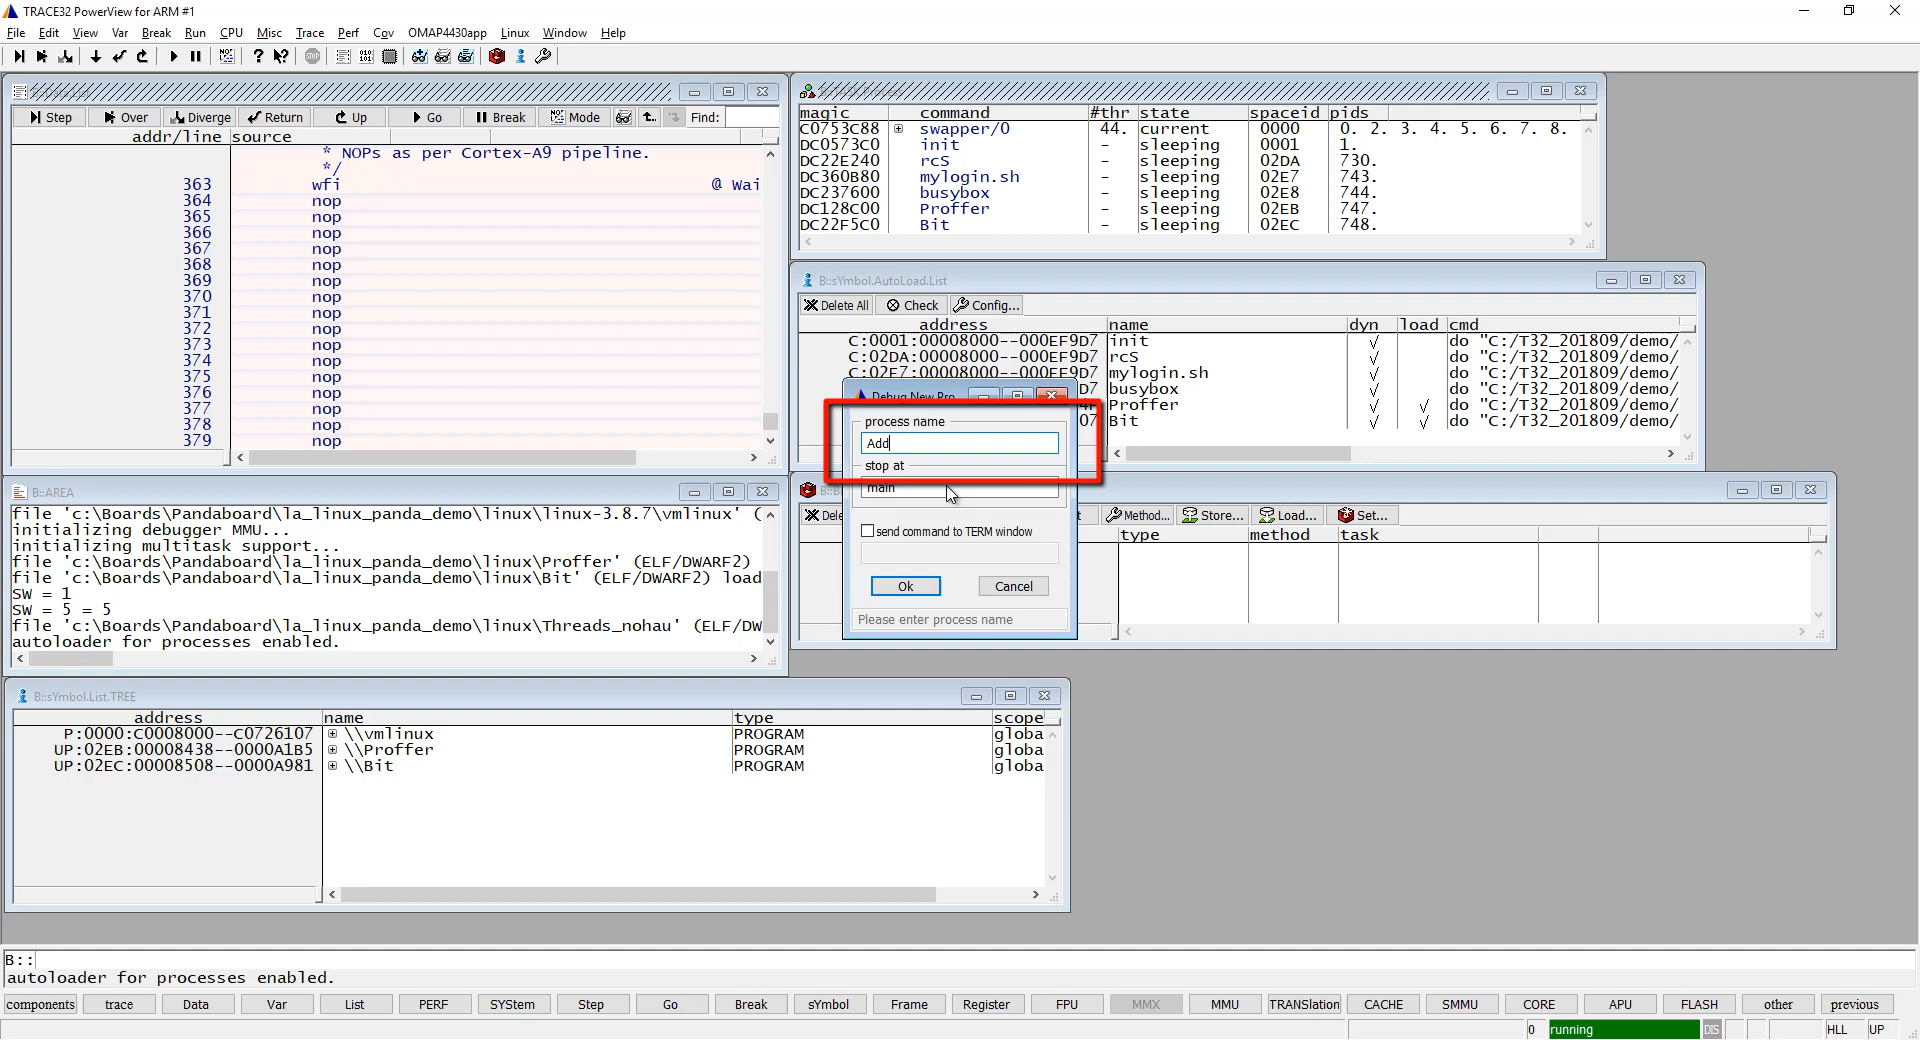 TRACE32 PowerView for ARM #1
File Edit View Var Break Run CPU Misc Trace Perf Cov OMAP4430app Linux Window Help
Step Over Diverge Return Up Go Break Mode Find:
addr/line source
* NOPs as per Cortex-A9 pipeline.
*/
363 wfi @ Wai
364 nop
365 nop
366 nop
367 nop
368 nop
369 nop
370 nop
371 nop
372 nop
373 nop
374 nop
375 nop
376 nop
377 nop
378 nop
379 nop
magic command #thr state spaceid pids
C0753C88 swapper/0 44. current 0000 0. 2. 3. 4. 5. 6. 7. 8.
DC0573C0 init - sleeping 0001 1.
DC22E240 rcS - sleeping 02DA 730.
DC360B80 mylogin.sh - sleeping 02E7 743.
DC237600 busybox - sleeping 02E8 744.
DC128C00 Proffer - sleeping 02EB 747.
DC22F5C0 Bit - sleeping 02EC 748.
B::sYmbol.AutoLoad.List
Delete All Check Config...
address name dyn load cmd
C:0001:00008000--000EF9D7 init √ do "C:/T32_201809/demo/
C:02DA:00008000--000EF9D7 rcS √ do "C:/T32_201809/demo/
C:02E7:00008000--000EF9D7 mylogin.sh √ do "C:/T32_201809/demo/
D7 busybox √ do "C:/T32_201809/demo/
Proffer √ √ do "C:/T32_201809/demo/
07 Bit √ √ do "C:/T32_201809/demo/
Debug New Pro
process name
Add
stop at
main
send command to TERM window
Ok Cancel
Please enter process name
Method... Store... Load... Set...
type method task
B::AREA
file 'c:\Boards\Pandaboard\la_linux_panda_demo\linux\linux-3.8.7\vmlinux' (
initializing debugger MMU...
initializing multitask support...
file 'c:\Boards\Pandaboard\la_linux_panda_demo\linux\Proffer' (ELF/DWARF2)
file 'c:\Boards\Pandaboard\la_linux_panda_demo\linux\Bit' (ELF/DWARF2) load
SW = 1
SW = 5 = 5
file 'c:\Boards\Pandaboard\la_linux_panda_demo\linux\Threads_nohau' (ELF/DW
autoloader for processes enabled.
B::sYmbol.List.TREE
address name type scope
P:0000:C0008000--C0726107 \\vmlinux PROGRAM globa
UP:02EB:00008438--0000A1B5 \\Proffer PROGRAM globa
UP:02EC:00008508--0000A981 \\Bit PROGRAM globa
B::
autoloader for processes enabled.
components trace Data Var List PERF SYStem Step Go Break sYmbol Frame Register FPU MMX MMU TRANSlation CACHE SMMU CORE APU FLASH other previous
0 running DIS HLL UP